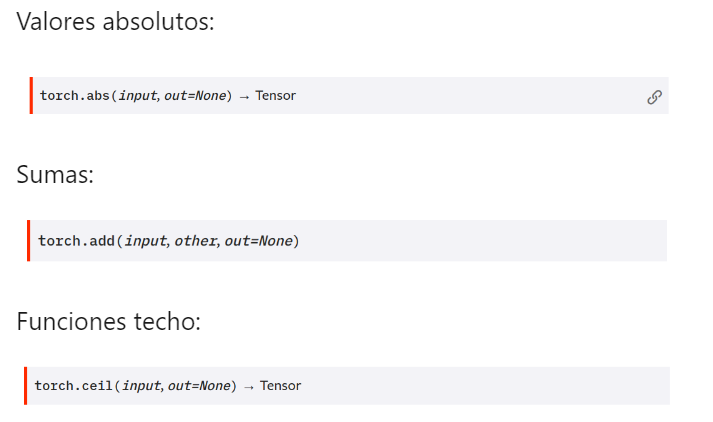 Valores absolutos:
torch.abs(input, out=None) → Tensor
Sumas:
torch.add(input, other, out=None)
Funciones techo:
torch.ceil(input, out=None) → Tensor